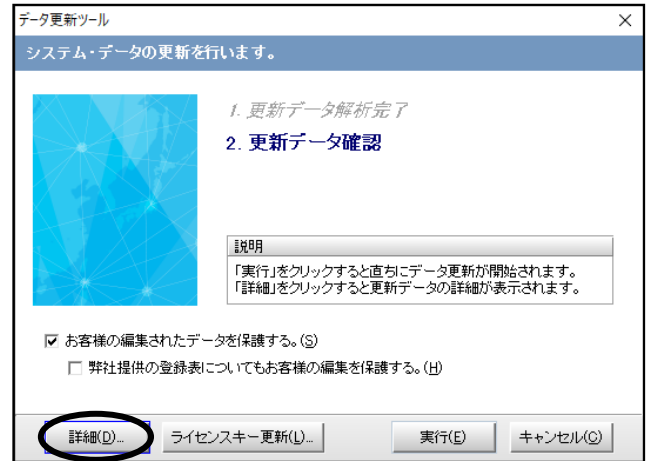 データ更新ツール
システム・データの更新を行います。
1. 更新データ解析完了
2. 更新データ確認
説明
「実行」をクリックすると直ちにデータ更新が開始されます。
「詳細」をクリックすると更新データの詳細が表示されます。
お客様の編集されたデータを保護する。(S)
弊社提供の登録表についてもお客様の編集を保護する。(H)
詳細(D)... ライセンスキー更新(L)... 実行(E) キャンセル(C)